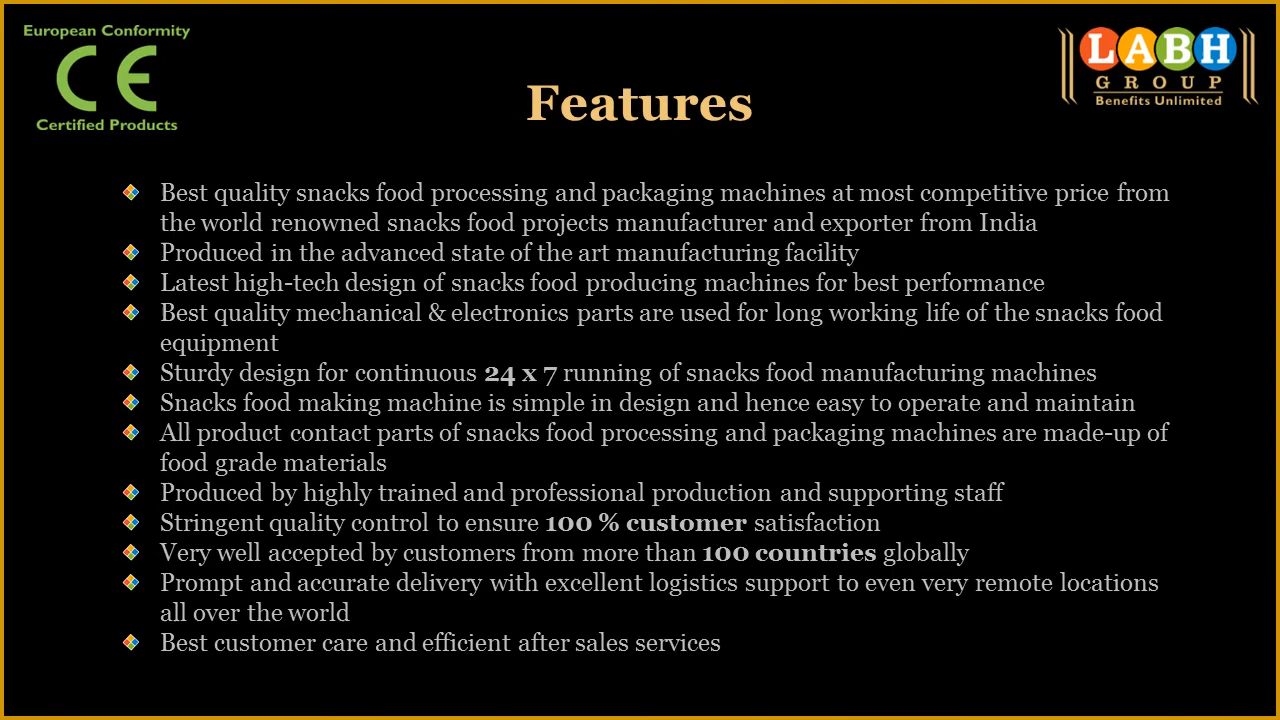 European Conformity
CE
Certified Products
LABH
GROUP
Benefits Unlimited
Features
Best quality snacks food processing and packaging machines at most competitive price from
the world renowned snacks food projects manufacturer and exporter from India
Produced in the advanced state of the art manufacturing facility
Latest high-tech design of snacks food producing machines for best performance
Best quality mechanical & electronics parts are used for long working life of the snacks food
equipment
Sturdy design for continuous 24 x 7 running of snacks food manufacturing machines
Snacks food making machine is simple in design and hence easy to operate and maintain
All product contact parts of snacks food processing and packaging machines are made-up of
food grade materials
Produced by highly trained and professional production and supporting staff
Stringent quality control to ensure 100 % customer satisfaction
Very well accepted by customers from more than 100 countries globally
Prompt and accurate delivery with excellent logistics support to even very remote locations
all over the world
Best customer care and efficient after sales services